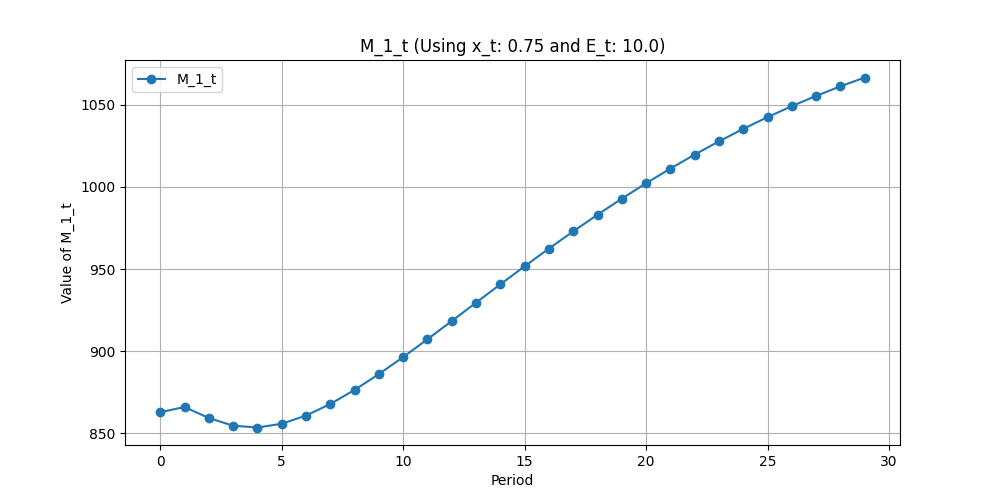 M_1_t (Using x_t: 0.75 and E_t: 10.0)
M_1_t
1050
1000
950
900
850
Value of M_1_t
0 5 10 15 20 25 30
Period